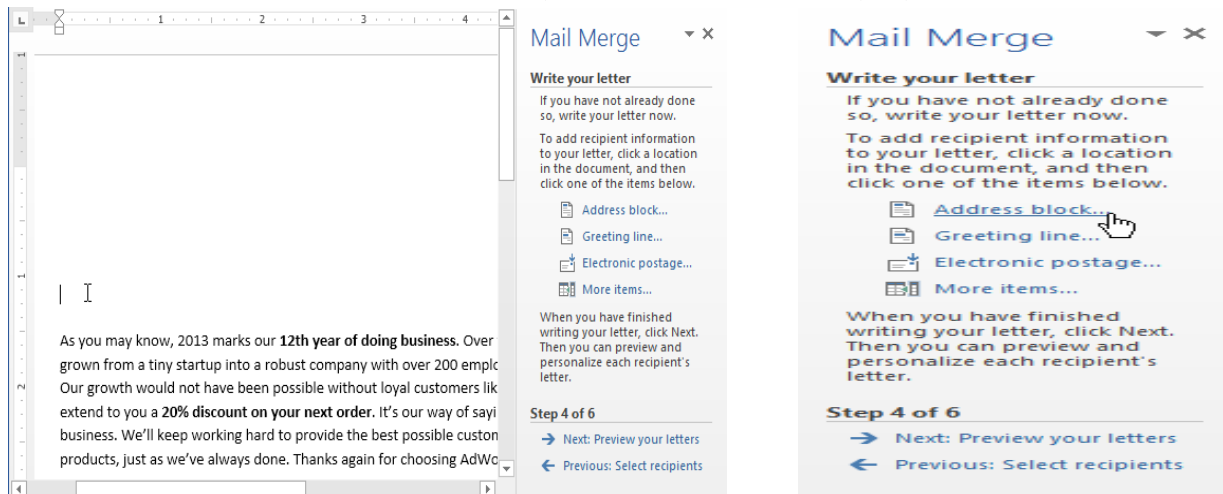 L
1 2 3 4
1
1
2
As you may know, 2013 marks our 12th year of doing business. Over
grown from a tiny startup into a robust company with over 200 emplo
Our growth would not have been possible without loyal customers lik
extend to you a 20% discount on your next order. It's our way of sayi
business. We'll keep working hard to provide the best possible custon
products, just as we've always done. Thanks again for choosing AdWo
Mail Merge
Write your letter
If you have not already done
so, write your letter now.
To add recipient information
to your letter, click a location
in the document, and then
click one of the items below.
Address block...
Greeting line...
Electronic postage...
More items...
When you have finished
writing your letter, click Next.
Then you can preview and
personalize each recipient's
letter.
Step 4 of 6
Next: Preview your letters
Previous: Select recipients
Mail Merge
Write your letter
If you have not already done
so, write your letter now.
To add recipient information
to your letter, click a location
in the document, and then
click one of the items below.
Address block...
Greeting line...
Electronic postage...
More items...
When you have finished
writing your letter, click Next.
Then you can preview and
personalize each recipient's
letter.
Step 4 of 6
Next: Preview your letters
Previous: Select recipients